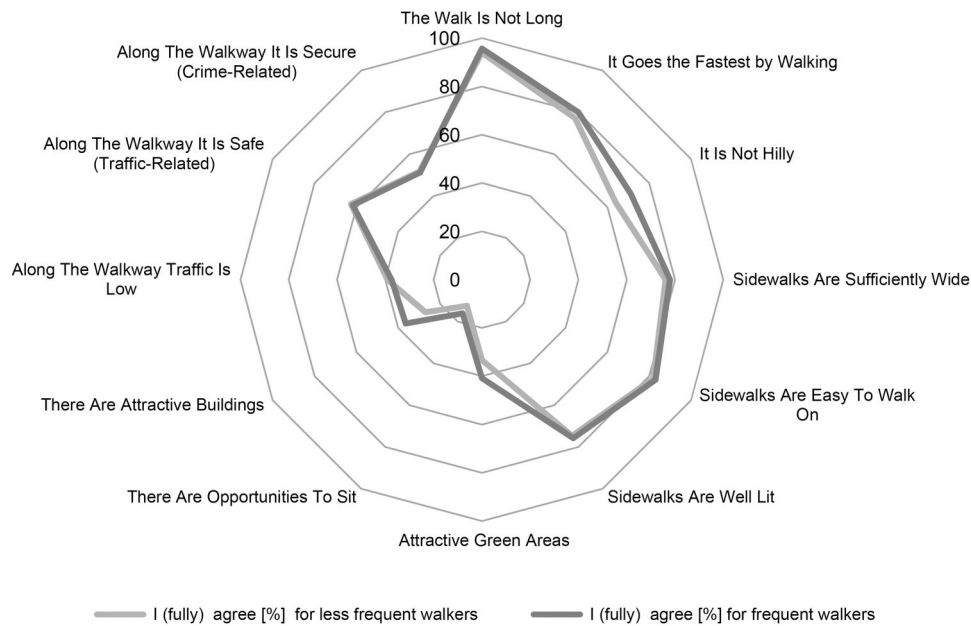 The Walk Is Not Long
100
Along The Walkway It Is Secure
(Crime-Related)
It Goes the Fastest by Walking
80
Along The Walkway It Is Safe
(Traffic-Related)
60
It Is Not Hilly
40
20
Along The Walkway Traffic Is
Low
0
Sidewalks Are Sufficiently Wide
There Are Attractive Buildings
Sidewalks Are Easy To Walk
On
There Are Opportunities To Sit
Sidewalks Are Well Lit
Attractive Green Areas
I (fully) agree [%] for less frequent walkers
I (fully) agree [%] for frequent walkers